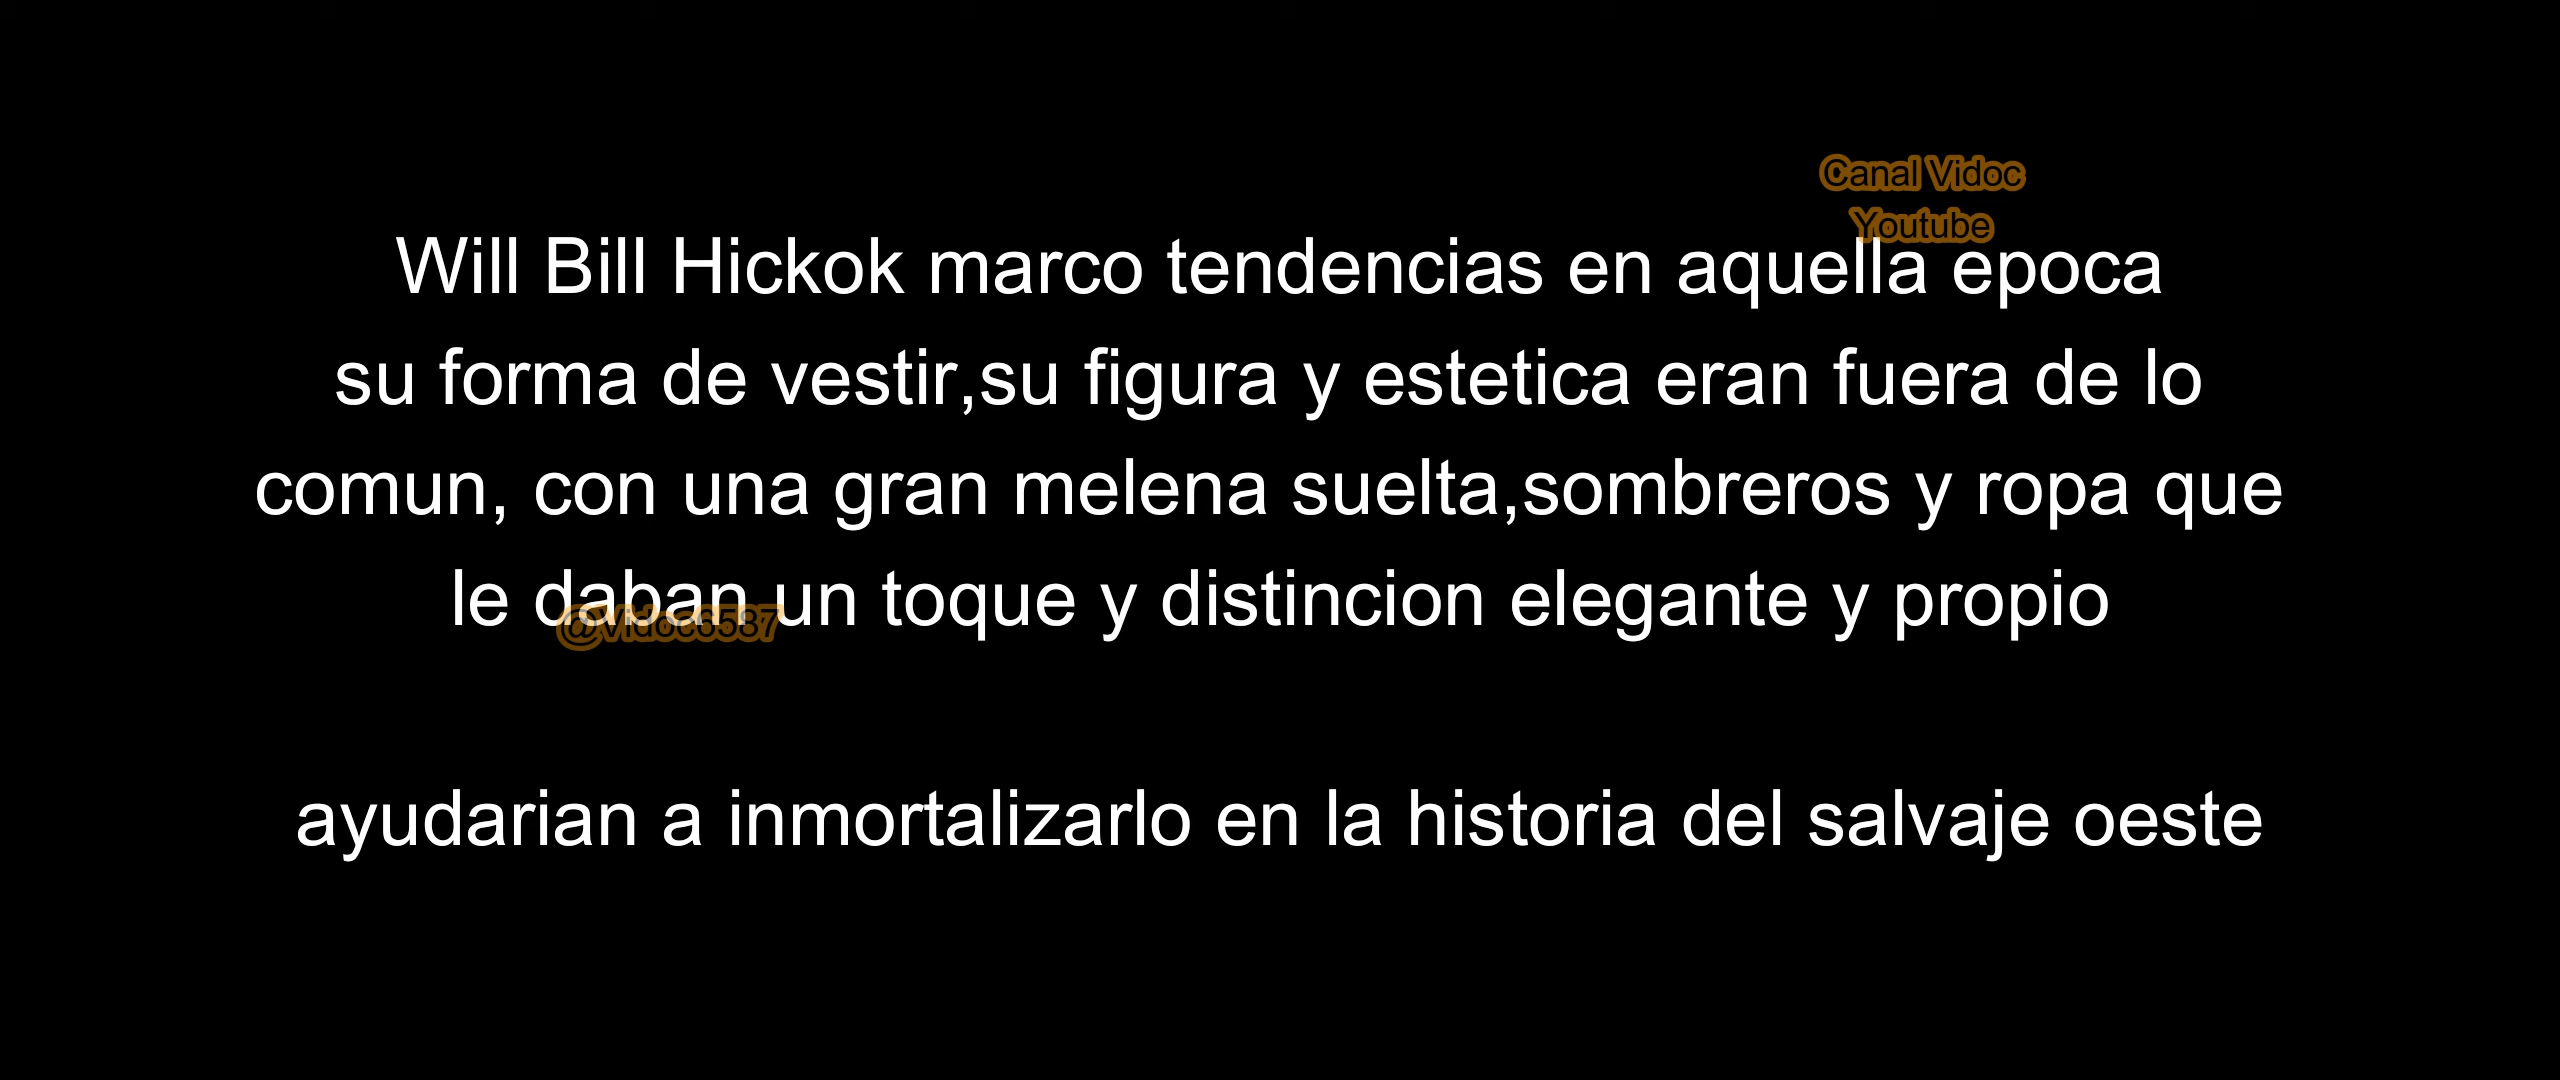 Canal Vidoc
Youtube
Will Bill Hickok marco tendencias en aquella epoca
su forma de vestir,su figura y estetica eran fuera de lo
comun, con una gran melena suelta,sombreros y ropa que
le daban un toque y distincion elegante y propio
@Vidoc6587
ayudarian a inmortalizarlo en la historia del salvaje oeste